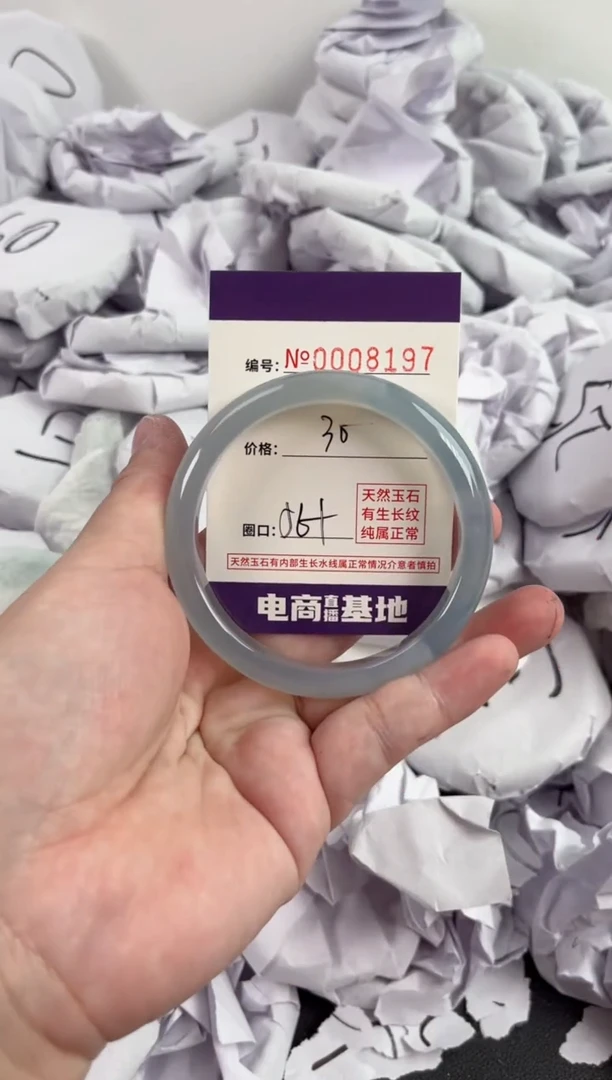 编号: №0008197
价格: 30
圈口: 56+
天然玉石
有生长纹
纯属正常
天然玉石有内部生长水线属正常情况介意者慎拍
电商直播基地